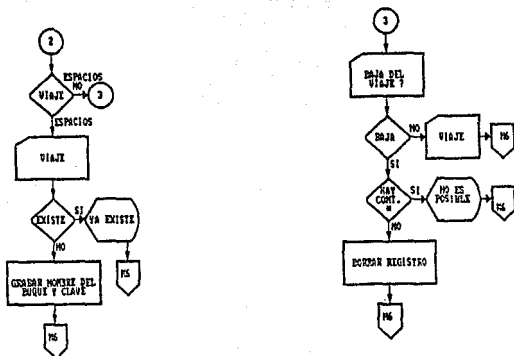 2
ESPACIOS
VIAJE
NO
3
ESPACIOS
VIAJE
EXISTE
SI
YA EXISTE
NO
M5
GRABAR NOMBRE DEL
BUQUE Y CLAVE
M6
3
BAJA DEL
VIAJE ?
BAJA
NO
VIAJE
M6
SI
HAY
CONT.
SI
NO ES
POSIBLE
M6
NO
BORRAR REGISTRO
M6